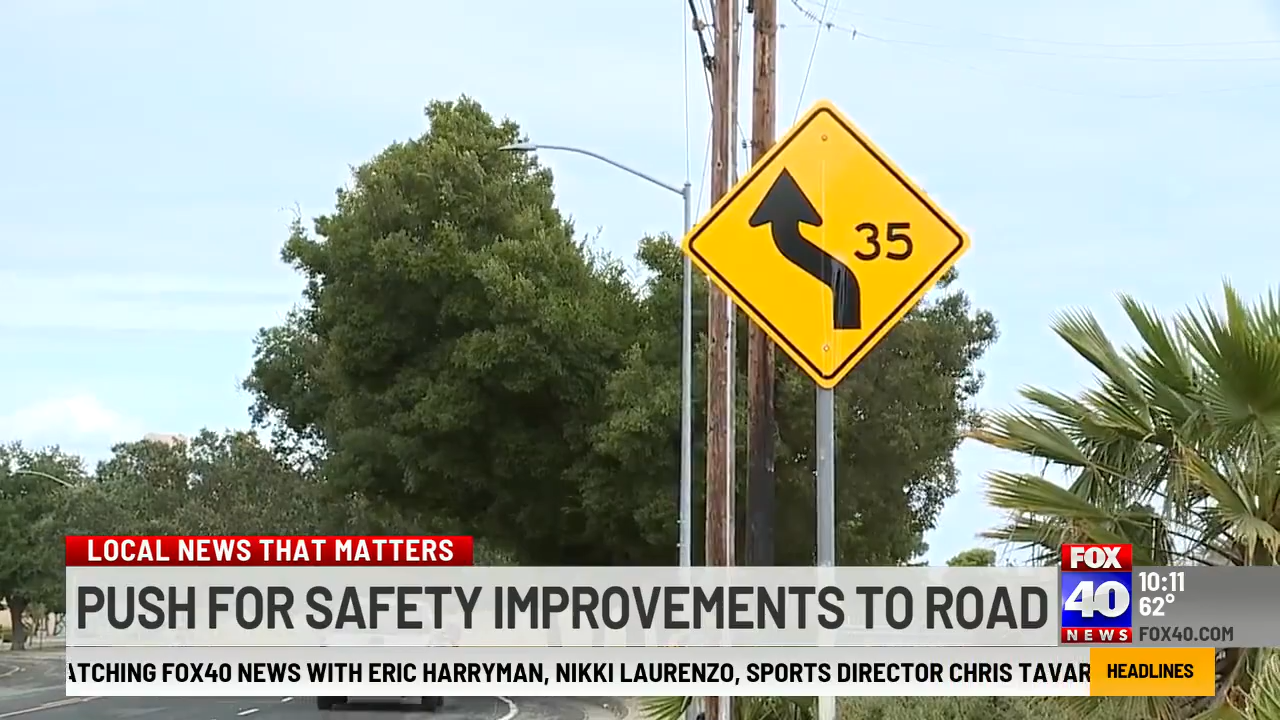 35
LOCAL NEWS THAT MATTERS
PUSH FOR SAFETY IMPROVEMENTS TO ROAD
FOX
40
NEWS
10:11
62°
FOX40.COM
ATCHING FOX40 NEWS WITH ERIC HARRYMAN, NIKKI LAURENZO, SPORTS DIRECTOR CHRIS TAVAR
HEADLINES